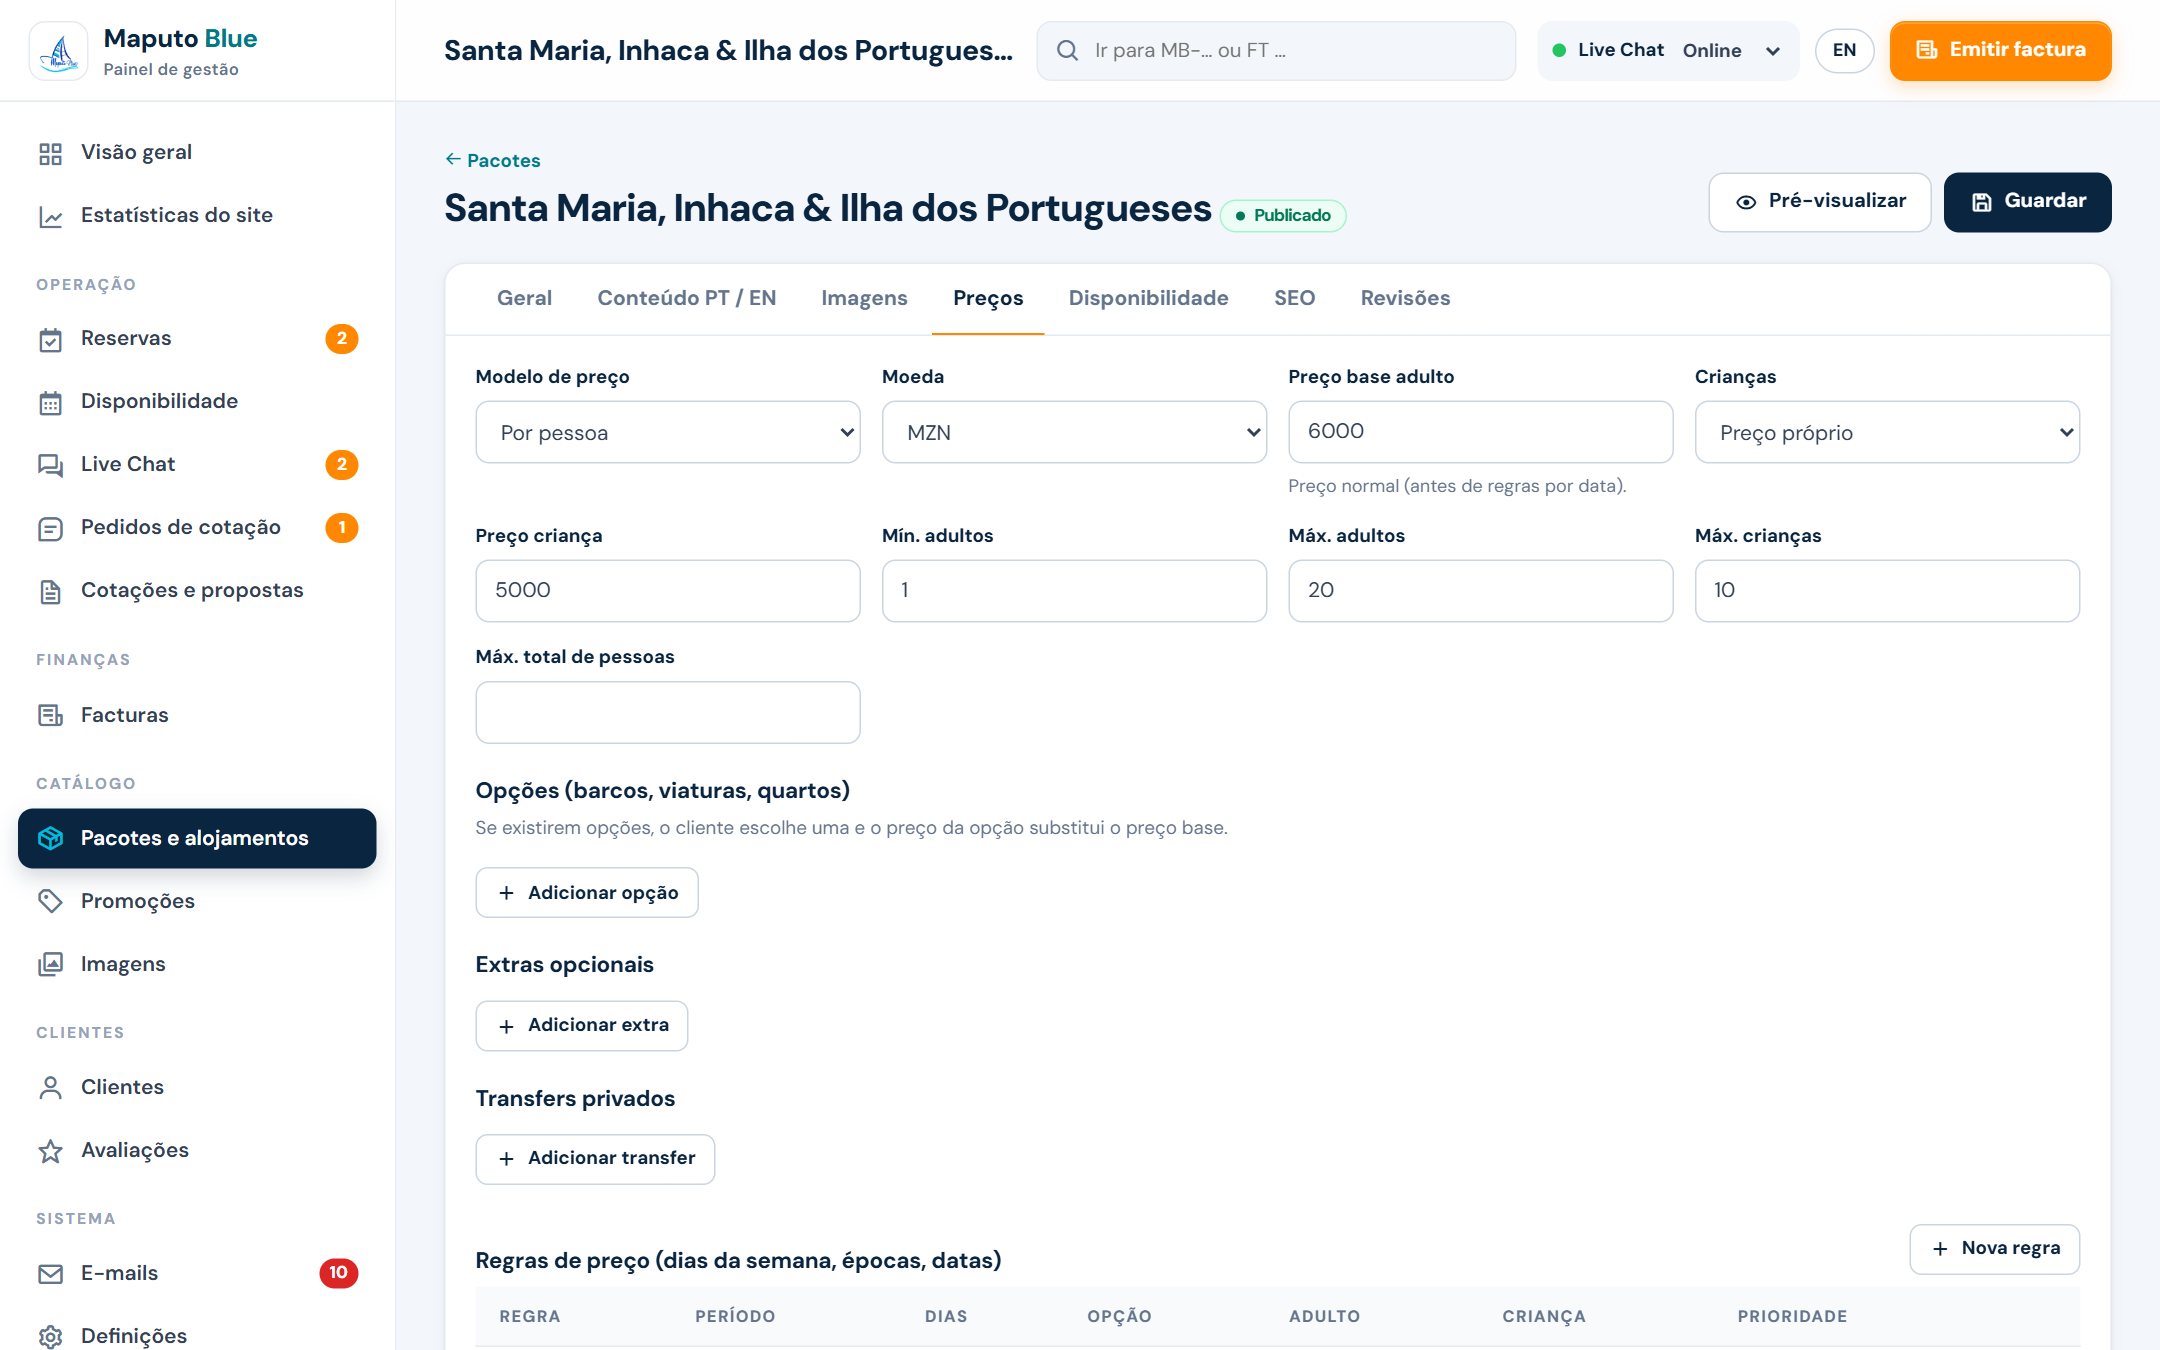 Maputo Blue
Painel de gestão
Santa Maria, Inhaca & Ilha dos Portugues...
Ir para MB-... ou FT ...
Live Chat Online
EN
Emitir factura
Visão geral
Estatísticas do site
OPERAÇÃO
Reservas 2
Disponibilidade
Live Chat 2
Pedidos de cotação 1
Cotações e propostas
FINANÇAS
Facturas
CATÁLOGO
Pacotes e alojamentos
Promoções
Imagens
CLIENTES
Clientes
Avaliações
SISTEMA
E-mails 10
Definições
← Pacotes
Santa Maria, Inhaca & Ilha dos Portugueses
Publicado
Pré-visualizar
Guardar
Geral Conteúdo PT / EN Imagens Preços Disponibilidade SEO Revisões
Modelo de preço Moeda Preço base adulto Crianças
Por pessoa MZN 6000 Preço próprio
Preço normal (antes de regras por data).
Preço criança Mín. adultos Máx. adultos Máx. crianças
5000 1 20 10
Máx. total de pessoas
Opções (barcos, viaturas, quartos)
Se existirem opções, o cliente escolhe uma e o preço da opção substitui o preço base.
+ Adicionar opção
Extras opcionais
+ Adicionar extra
Transfers privados
+ Adicionar transfer
Regras de preço (dias da semana, épocas, datas)
+ Nova regra
REGRA PERÍODO DIAS OPÇÃO ADULTO CRIANÇA PRIORIDADE